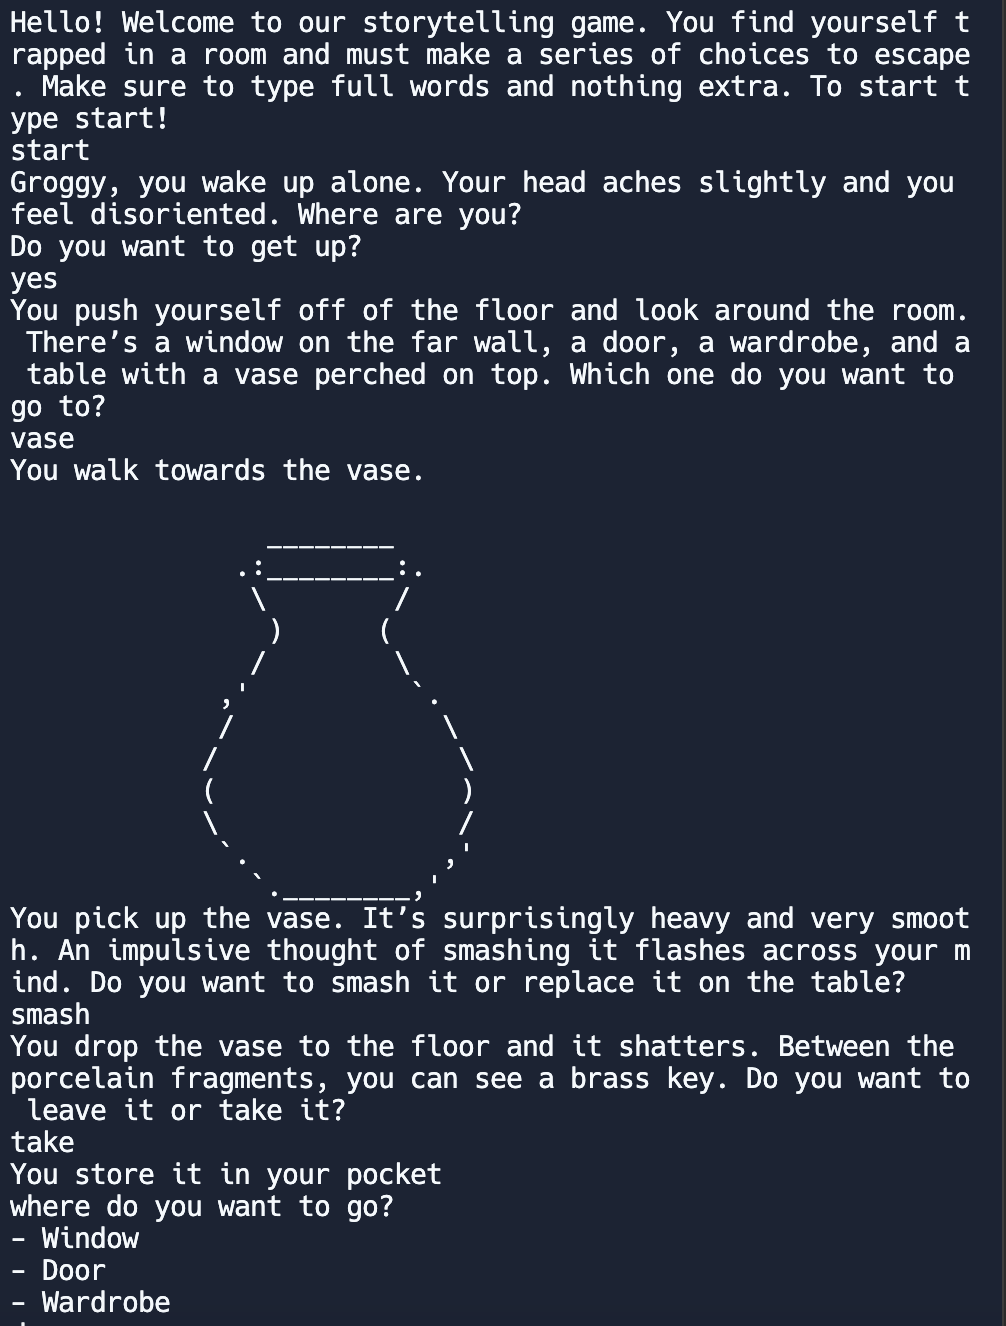 Hello! Welcome to our storytelling game. You find yourself t
rapped in a room and must make a series of choices to escape
. Make sure to type full words and nothing extra. To start t
ype start!
start
Groggy, you wake up alone. Your head aches slightly and you
feel disoriented. Where are you?
Do you want to get up?
yes
You push yourself off of the floor and look around the room.
 There’s a window on the far wall, a door, a wardrobe, and a
 table with a vase perched on top. Which one do you want to
go to?
vase
You walk towards the vase.
                ________
              .:________:.
               \        /
                )      (
               /        \
             ,'          `.
             /             \
            /               \
            (               )
            \               /
             `.            ,'
               `.________,'
You pick up the vase. It’s surprisingly heavy and very smoot
h. An impulsive thought of smashing it flashes across your m
ind. Do you want to smash it or replace it on the table?
smash
You drop the vase to the floor and it shatters. Between the
porcelain fragments, you can see a brass key. Do you want to
 leave it or take it?
take
You store it in your pocket
where do you want to go?
- Window
- Door
- Wardrobe